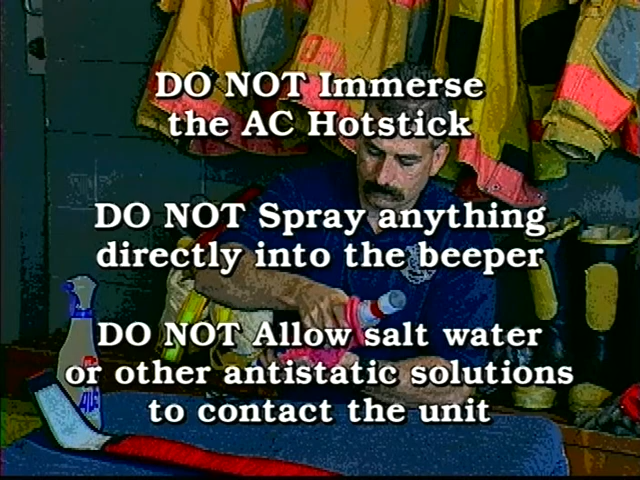 DO NOT Immerse
the AC Hotstick
DO NOT Spray anything
directly into the beeper
DO NOT Allow salt water
or other antistatic solutions
to contact the unit